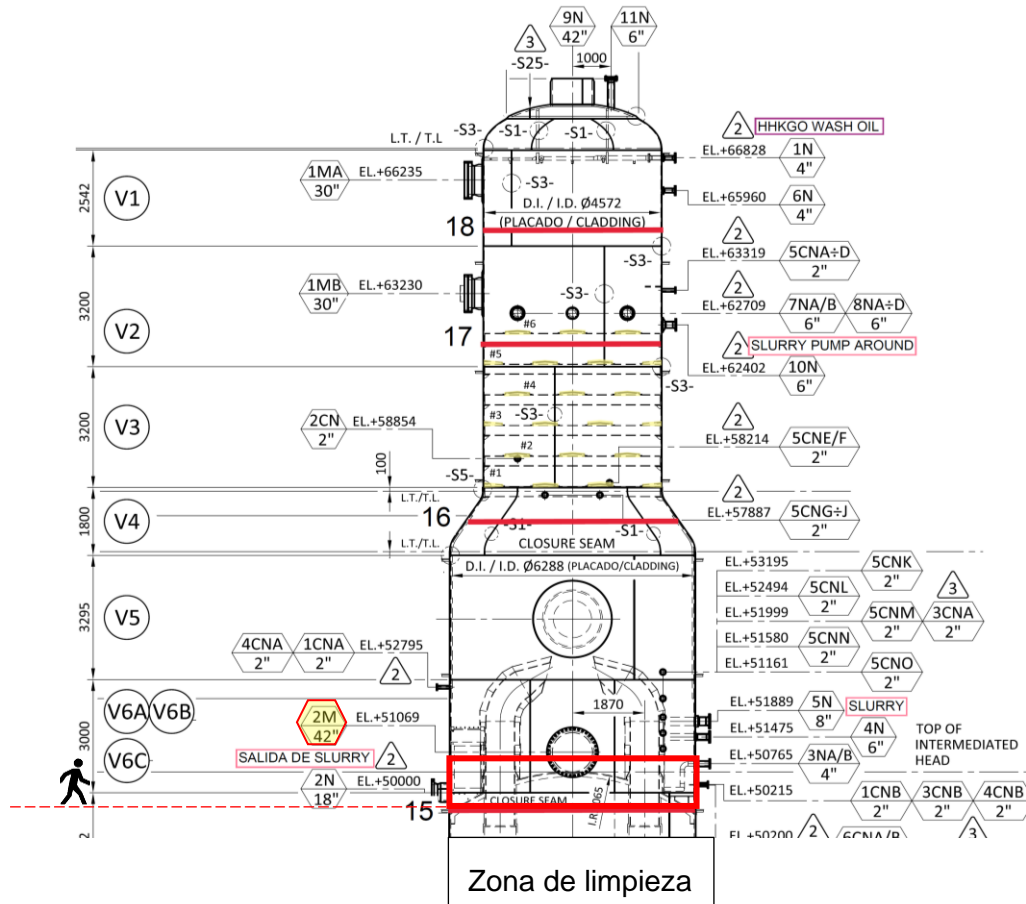 9N
42"
11N
6"
3
-S25-
1000
2
HHKGO WASH OIL
L.T. / T.L
-S3-
-S1-
-S1-
EL.+66828
1N
4"
1MA
30"
EL.+66235
-S3-
EL.+65960
6N
4"
2542
V1
D.I. / I.D. Ø4572
(PLACADO / CLADDING)
18
2
-S3-
EL.+63319
5CNA÷D
2"
1MB
30"
EL.+63230
-S3-
2
EL.+62709
7NA/B
6"
8NA÷D
6"
3200
V2
#6
17
2
SLURRY PUMP AROUND
#5
EL.+62402
10N
6"
-S3-
#4
3200
V3
2CN
2"
EL.+58854
#3
-S3-
2
EL.+58214
5CNE/F
2"
#2
100
-S5-
#1
2
L.T./T.L.
EL.+57887
5CNG÷J
2"
1800
V4
16
-S1-
-S1-
L.T./T.L.
CLOSURE SEAM
D.I. / I.D. Ø6288 (PLACADO/CLADDING)
EL.+53195
5CNK
2"
EL.+52494
5CNL
2"
3
EL.+51999
5CNM
2"
3CNA
2"
3295
V5
EL.+51580
5CNN
2"
4CNA
2"
1CNA
2"
EL.+52795
2
EL.+51161
5CNO
2"
V6A
V6B
1870
EL.+51889
5N
8"
SLURRY
2M
42"
EL.+51069
EL.+51475
4N
6"
TOP OF
INTERMEDIATED
HEAD
3000
V6C
SALIDA DE SLURRY
2
EL.+50765
3NA/B
4"
2N
18"
EL.+50000
EL.+50215
1CNB
2"
3CNB
2"
4CNB
2"
15
CLOSURE SEAM
2
EL.+50200
2
6CNA/B
3
Zona de limpieza